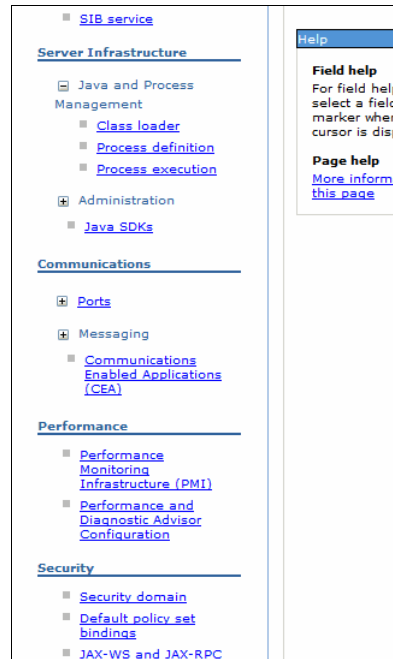 SIB service
Server Infrastructure
Java and Process
Management
Class loader
Process definition
Process execution
Administration
Java SDKs
Communications
Ports
Messaging
Communications
Enabled Applications
(CEA)
Performance
Performance
Monitoring
Infrastructure (PMI)
Performance and
Diagnostic Advisor
Configuration
Security
Security domain
Default policy set
bindings
JAX-WS and JAX-RPC
Help
Field help
For field help
select a field
marker when
cursor is disp
Page help
More inform
this page